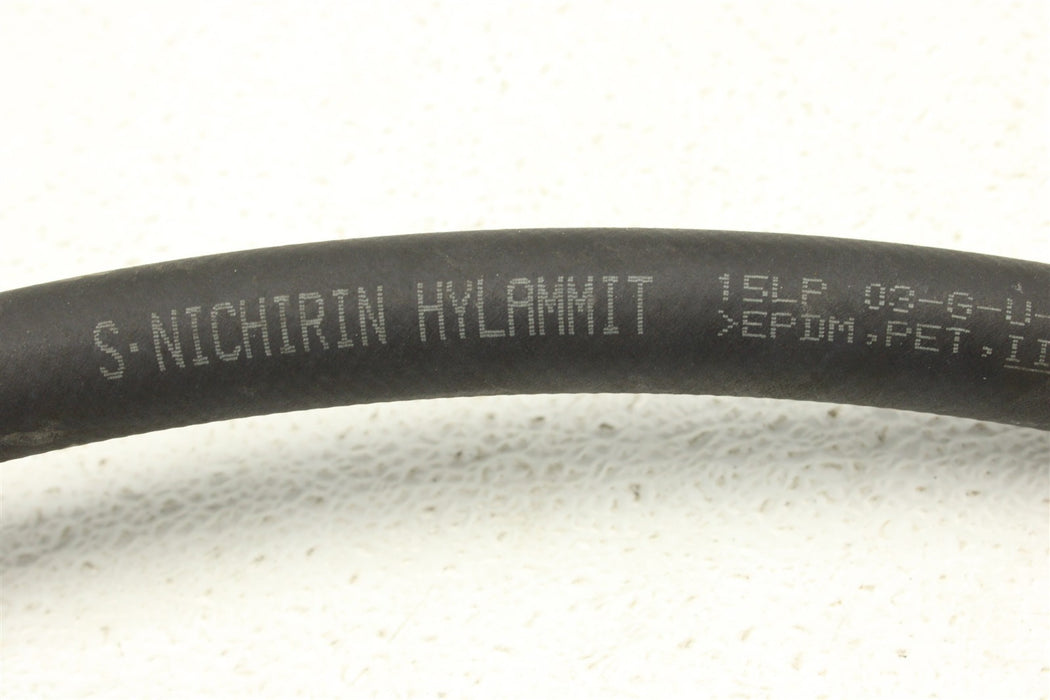 S·NICHIRIN HYLAMMIT
15LP 03-G-U-
>EPDM,PET,II